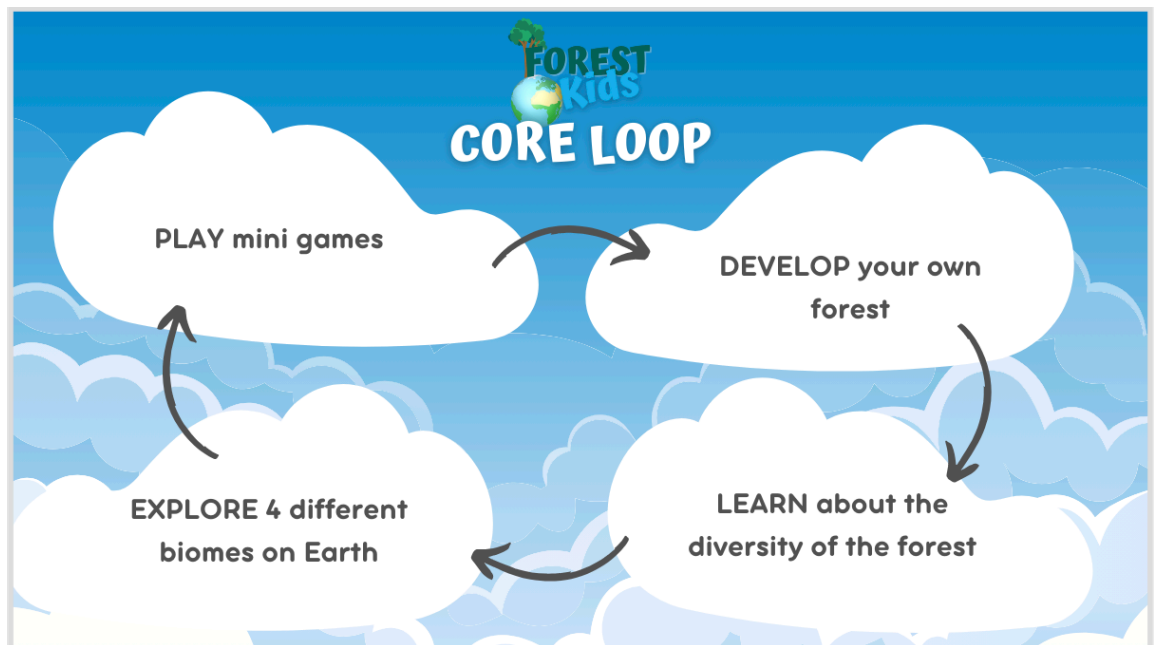 FOREST
Kids
CORE LOOP
PLAY mini games
DEVELOP your own
forest
LEARN about the
diversity of the forest
EXPLORE 4 different
biomes on Earth